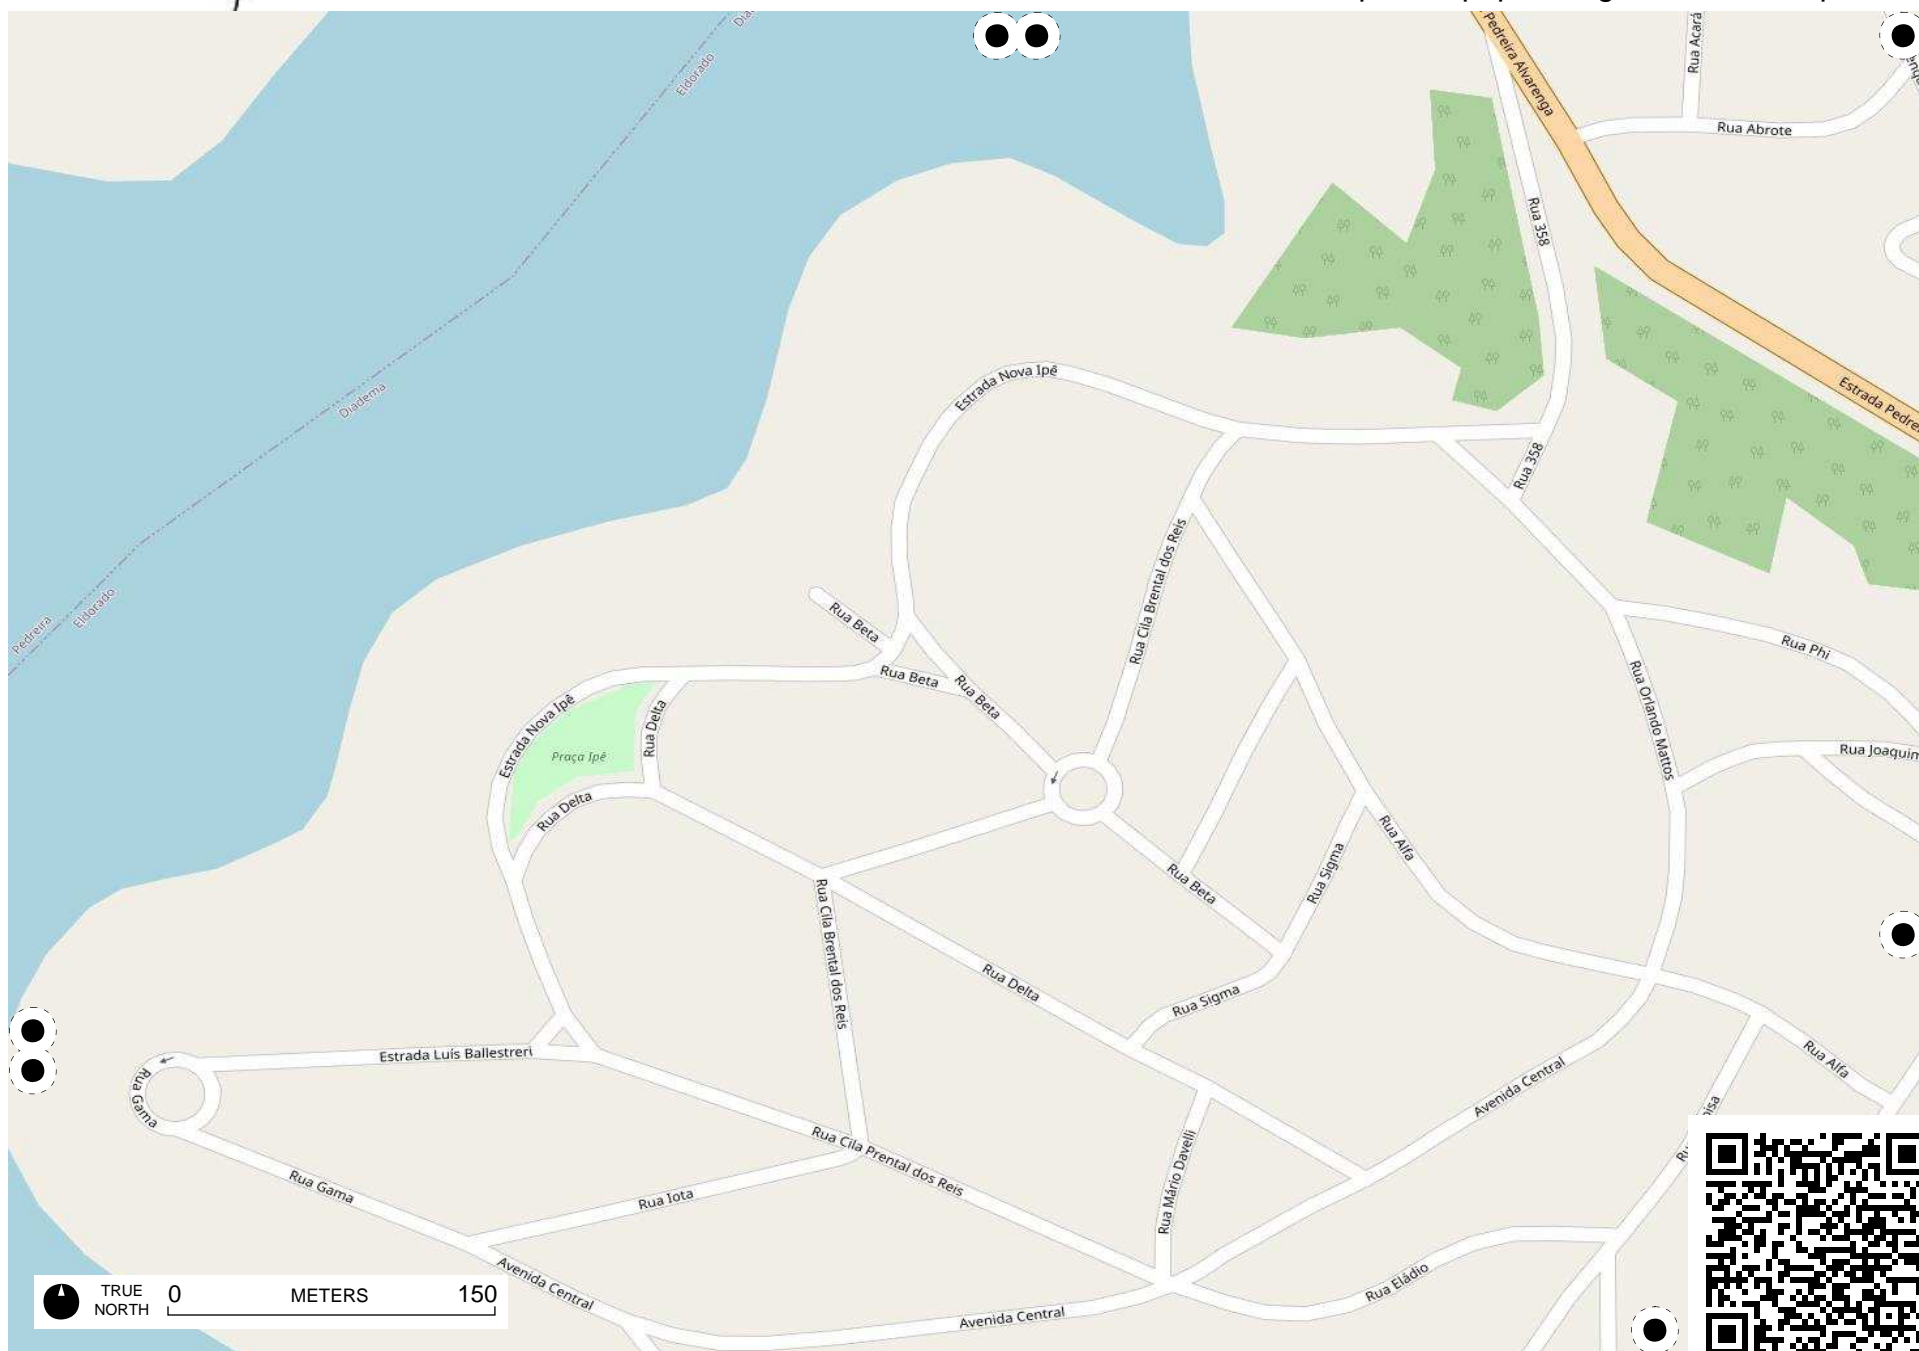 Eldorado
Diadema
Pedreira
Eldorado
Pedreira Alvarenga
Rua Acará
Rua Abrote
Rua 358
Estrada Pedre
Estrada Nova Ipê
Rua 358
Rua Cila Brental dos Reis
Rua Beta
Rua Beta
Rua Beta
Rua Phi
Rua Orlando Mattos
Rua Joaquim
Estrada Nova Ipê
Rua Delta
Praça Ipê
Rua Delta
Rua Alfa
Rua Sigma
Rua Beta
Rua Cila Brental dos Reis
Rua Delta
Rua Sigma
Estrada Luís Ballestreri
Rua Gama
Avenida Central
Rua Alfa
Rua Cila Prental dos Reis
Rua Mário Davelli
Rua Gama
Rua Iota
Avenida Central
Rua Eládio
Avenida Central
TRUE NORTH
0 METERS 150